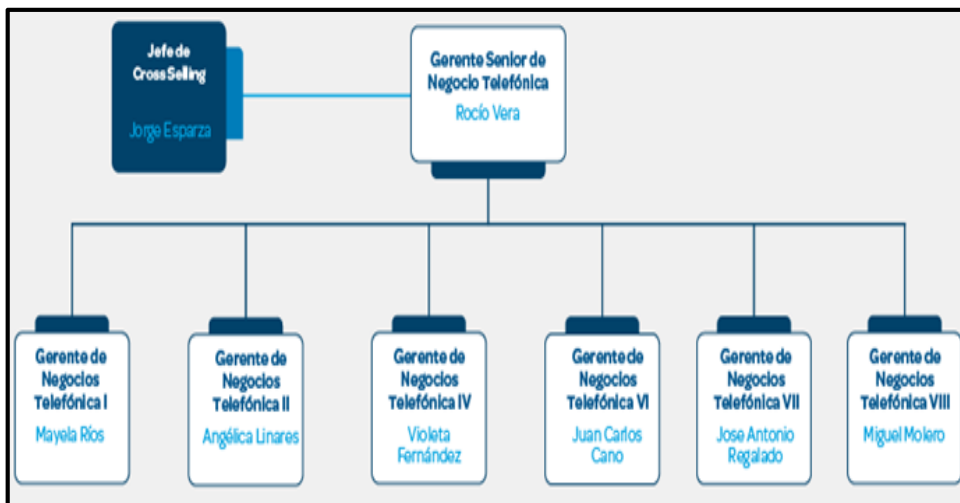 Jefe de
Cross Selling
Jorge Esparza
Gerente Senior de
Negocio Telefónica
Rocío Vera
Gerente de
Negocios
Telefónica I
Mayela Ríos
Gerente de
Negocios
Telefónica II
Angélica Linares
Gerente de
Negocios
Telefónica IV
Violeta
Fernández
Gerente de
Negocios
Telefónica VI
Juan Carlos
Cano
Gerente de
Negocios
Telefónica VII
Jose Antonio
Regalado
Gerente de
Negocios
Telefónica VIII
Miguel Molero